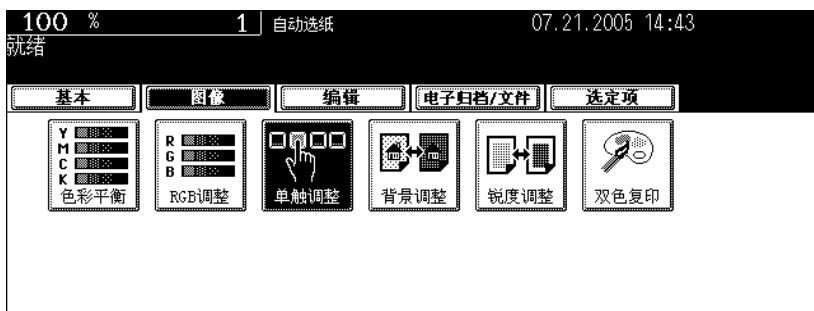 100 % 1 自动选纸 07.21.2005 14:43
就绪
基本 图像 编辑 电子归档/文件 选定项
Y
M
C
K
色彩平衡
R
G
B
RGB调整
单触调整
背景调整
锐度调整
双色复印